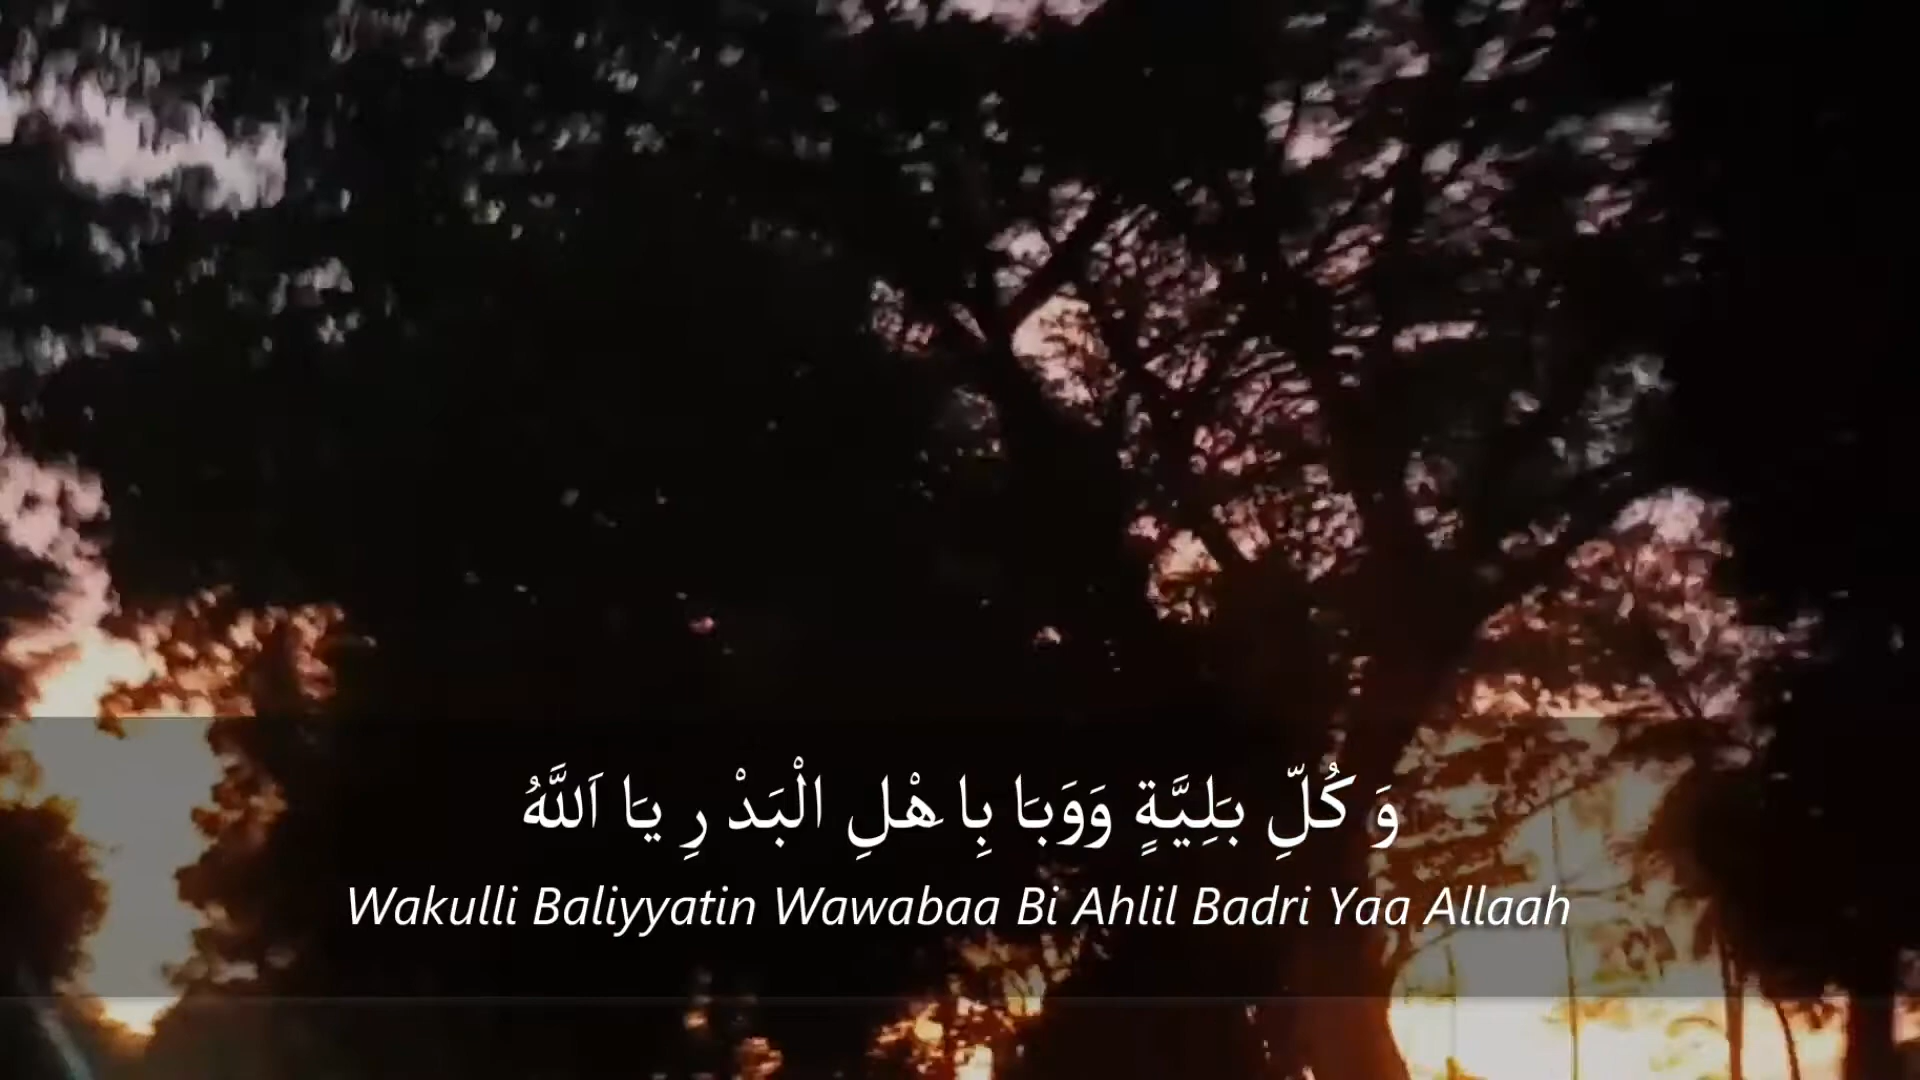 وَ كُلِّ بَلِيَّةٍ وَوَبَا بِا هْلِ الْبَدْ رِ يَا اَللَّهُ
Wakulli Baliyyatin Wawabaa Bi Ahlil Badri Yaa Allaah